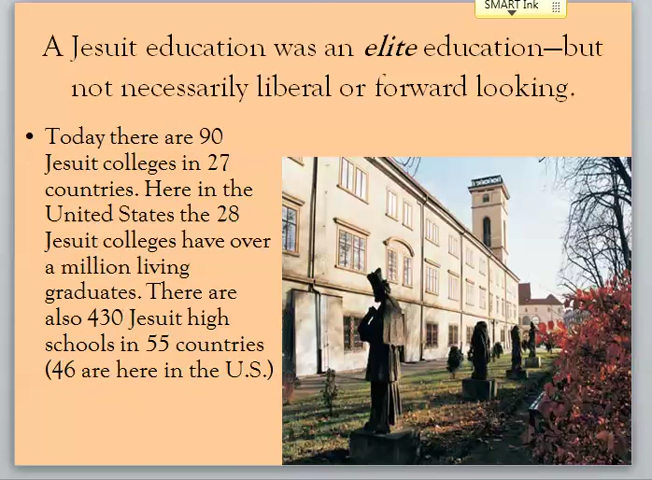 SMART Ink
A Jesuit education was an elite education—but
not necessarily liberal or forward looking.
• Today there are 90
Jesuit colleges in 27
countries. Here in the
United States the 28
Jesuit colleges have over
a million living
graduates. There are
also 430 Jesuit high
schools in 55 countries
(46 are here in the U.S.)